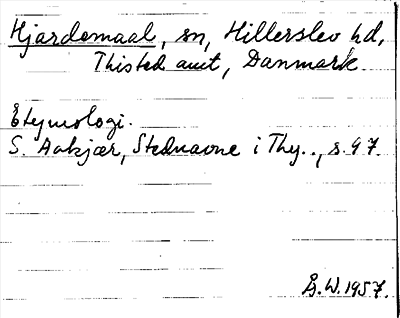 Hjardemaal, sn, Hillerslev hd,
Thisted amt, Danmark.
Etymologi.
S. Aakjær, Stednavne i Thy.., s. 97.
Å.W. 1957.